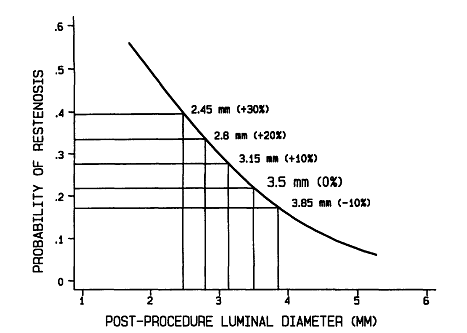 .6
.5
.4
.3
.2
.1
0
PROBABILITY OF RESTENOSIS
2.45 mm (+30%)
2.8 mm (+20%)
3.15 mm (+10%)
3.5 mm (0%)
3.85 mm (-10%)
1 2 3 4 5 6
POST-PROCEDURE LUMINAL DIAMETER (MM)